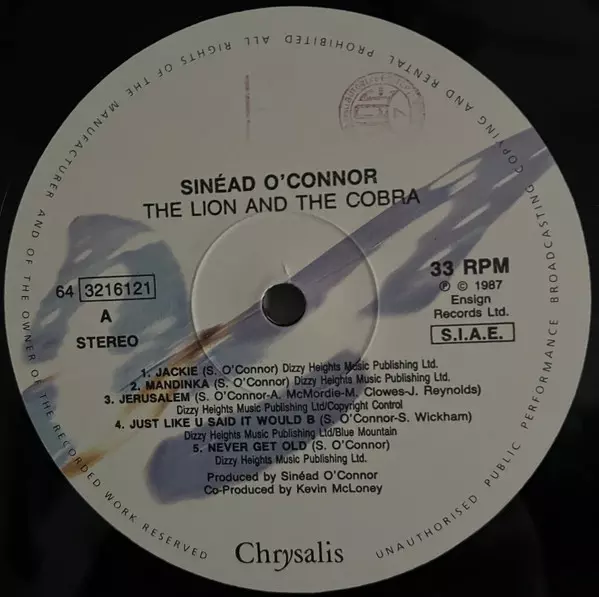 SINÉAD O'CONNOR
THE LION AND THE COBRA
64 3216121
A
STEREO
33 RPM
℗ © 1987
Ensign
Records Ltd.
S.I.A.E.
1. JACKIE (S. O'Connor) Dizzy Heights Music Publishing Ltd.
2. MANDINKA (S. O'Connor) Dizzy Heights Music Publishing Ltd.
3. JERUSALEM (S. O'Connor-A. McMordie-M. Clowes-J. Reynolds)
Dizzy Heights Music Publishing Ltd/Copyright Control
4. JUST LIKE U SAID IT WOULD B (S. O'Connor-S. Wickham)
Dizzy Heights Music Publishing Ltd/Blue Mountain
5. NEVER GET OLD (S. O'Connor)
Dizzy Heights Music Publishing Ltd.
Produced by Sinéad O'Connor
Co-Produced by Kevin McLoney
Chrysalis
ALL RIGHTS OF THE MANUFACTURER AND OF THE OWNER OF THE RECORDED WORK RESERVED
UNAUTHORISED PUBLIC PERFORMANCE BROADCASTING COPYING AND RENTAL PROHIBITED